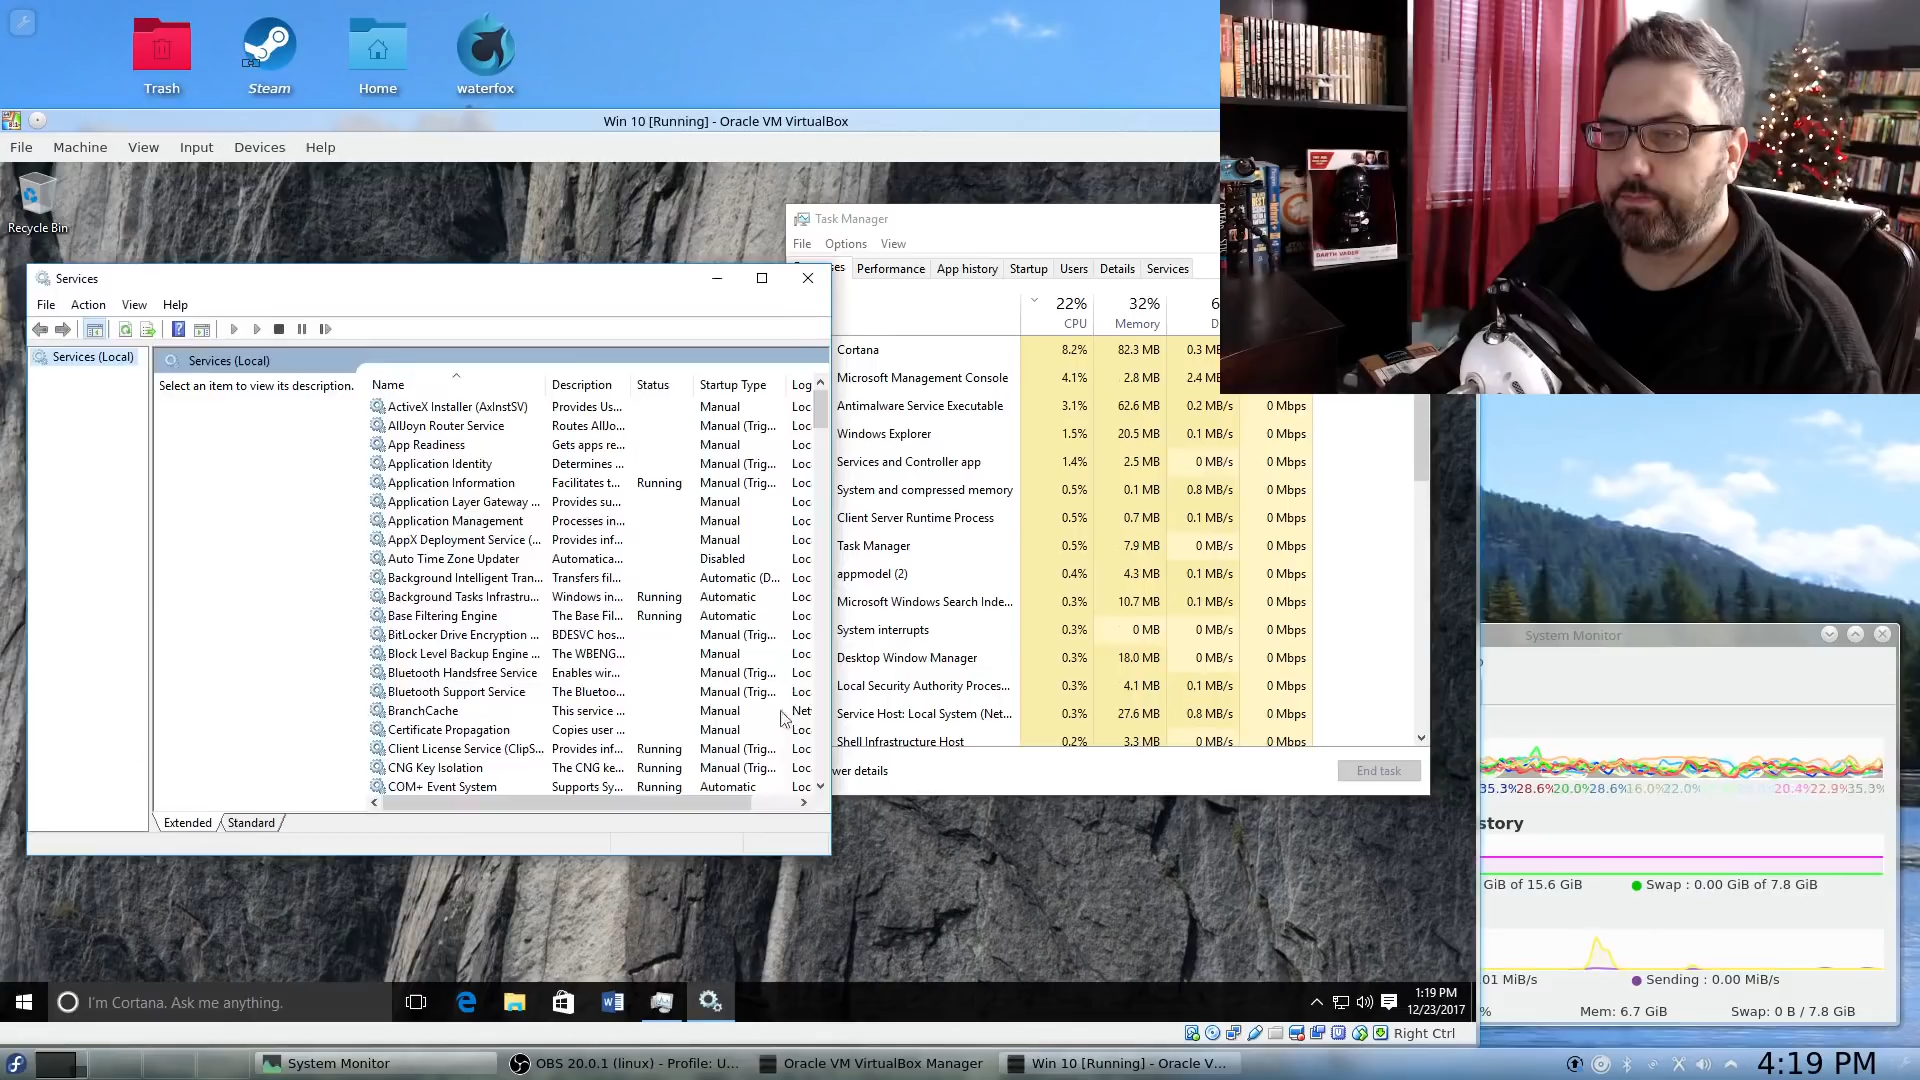 Trash
Steam
Home
waterfox
Win 10 [Running] - Oracle VM VirtualBox
File Machine View Input Devices Help
Recycle Bin
Task Manager
File Options View
Performance App history Startup Users Details Services
22% 32%
CPU Memory
Cortana 8.2% 82.3 MB 0.3 MB
Microsoft Management Console 4.1% 2.8 MB 2.4 MB
Antimalware Service Executable 3.1% 62.6 MB 0.2 MB/s 0 Mbps
Windows Explorer 1.5% 20.5 MB 0.1 MB/s 0 Mbps
Services and Controller app 1.4% 2.5 MB 0 MB/s 0 Mbps
System and compressed memory 0.5% 0.1 MB 0.8 MB/s 0 Mbps
Client Server Runtime Process 0.5% 0.7 MB 0.1 MB/s 0 Mbps
Task Manager 0.5% 7.9 MB 0 MB/s 0 Mbps
appmodel (2) 0.4% 4.3 MB 0.1 MB/s 0 Mbps
Microsoft Windows Search Inde... 0.3% 10.7 MB 0.1 MB/s 0 Mbps
System interrupts 0.3% 0 MB 0 MB/s 0 Mbps
Desktop Window Manager 0.3% 18.0 MB 0 MB/s 0 Mbps
Local Security Authority Proces... 0.3% 4.1 MB 0.1 MB/s 0 Mbps
Service Host: Local System (Net... 0.3% 27.6 MB 0.8 MB/s 0 Mbps
Shell Infrastructure Host 0.2% 3.3 MB 0 MB/s 0 Mbps
wer details End task
Services
File Action View Help
Services (Local)
Services (Local)
Select an item to view its description.
Name Description Status Startup Type Log
ActiveX Installer (AxInstSV) Provides Us... Manual Loc
AllJoyn Router Service Routes AllJo... Manual (Trig... Loc
App Readiness Gets apps re... Manual Loc
Application Identity Determines ... Manual (Trig... Loc
Application Information Facilitates t... Running Manual (Trig... Loc
Application Layer Gateway ... Provides su... Manual Loc
Application Management Processes in... Manual Loc
AppX Deployment Service (... Provides inf... Manual Loc
Auto Time Zone Updater Automatica... Disabled Loc
Background Intelligent Tran... Transfers fil... Automatic (D... Loc
Background Tasks Infrastru... Windows in... Running Automatic Loc
Base Filtering Engine The Base Fil... Running Automatic Loc
BitLocker Drive Encryption ... BDESVC hos... Manual (Trig... Loc
Block Level Backup Engine ... The WBENG... Manual Loc
Bluetooth Handsfree Service Enables wir... Manual (Trig... Loc
Bluetooth Support Service The Bluetoo... Manual (Trig... Loc
BranchCache This service ... Manual Net
Certificate Propagation Copies user ... Manual Loc
Client License Service (ClipS... Provides inf... Running Manual (Trig... Loc
CNG Key Isolation The CNG ke... Running Manual (Trig... Loc
COM+ Event System Supports Sy... Running Automatic Loc
Extended Standard
DARTH VADER
System Monitor
35.3% 28.6% 20.0% 28.6% 16.0% 22.0% 20.4% 22.9% 35.3%
story
GiB of 15.6 GiB Swap : 0.00 GiB of 7.8 GiB
01 MiB/s Sending : 0.00 MiB/s
% Mem: 6.7 GiB Swap: 0 B / 7.8 GiB
I'm Cortana. Ask me anything.
1:19 PM
12/23/2017
Right Ctrl
System Monitor
OBS 20.0.1 (linux) - Profile: U...
Oracle VM VirtualBox Manager
Win 10 [Running] - Oracle V...
4:19 PM